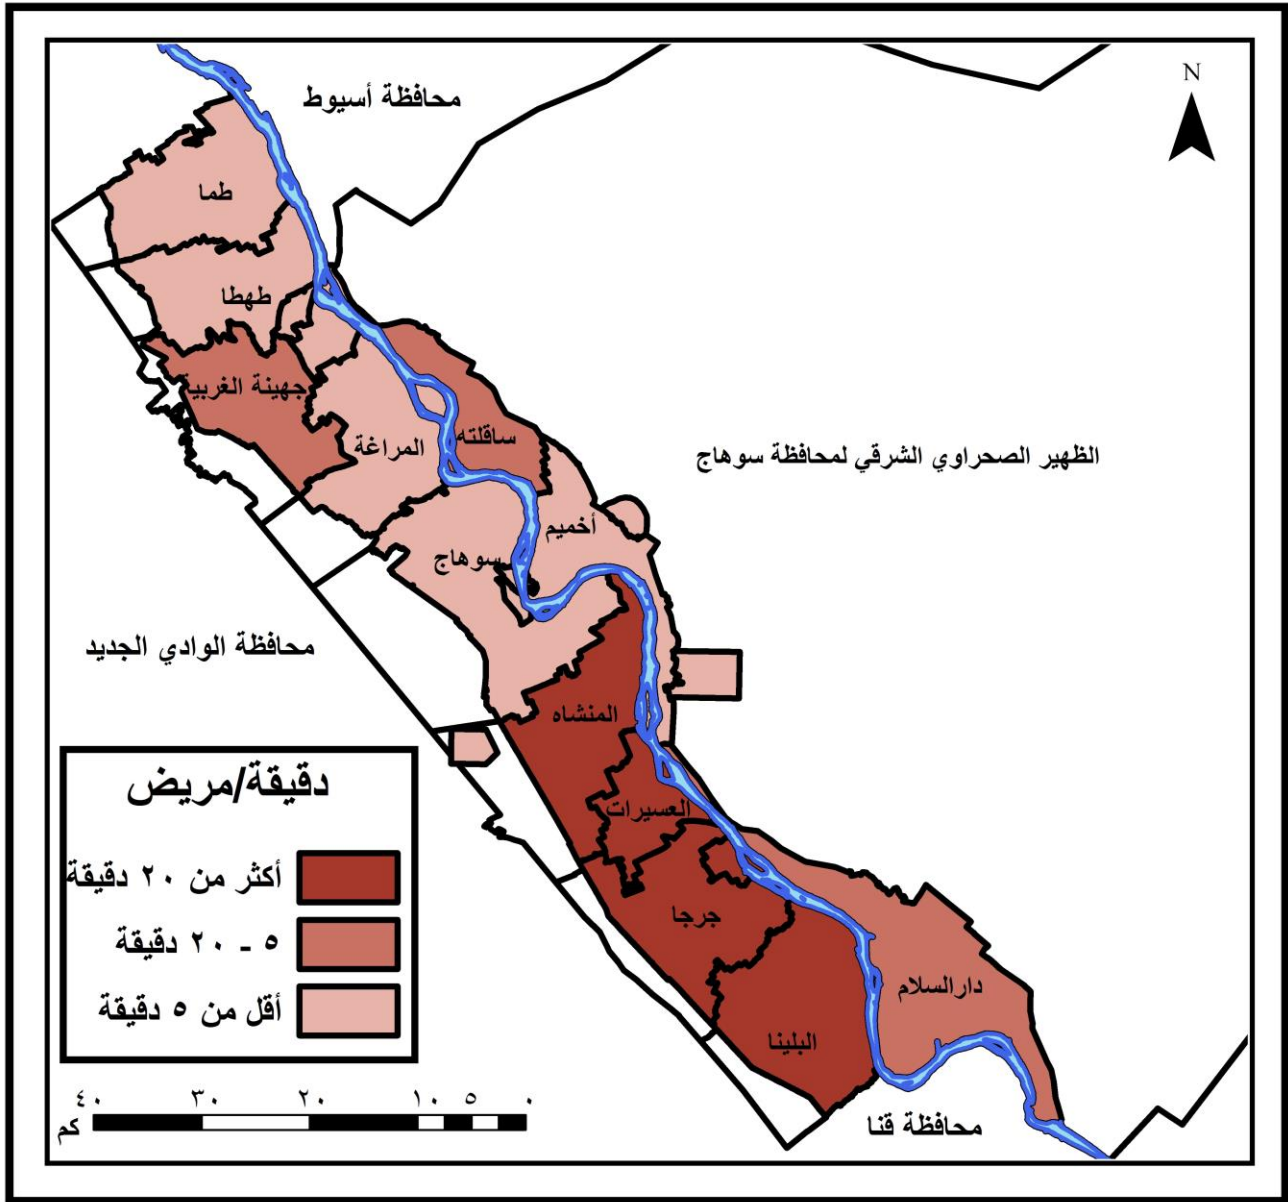 N
محافظة أسيوط
طما
طهطا
جهينة الغربية
ساقلته
المراغة
الظهير الصحراوي الشرقي لمحافظة سوهاج
أخميم
سوهاج
محافظة الوادي الجديد
المنشاه
العسيرات
جرجا
دارالسلام
البلينا
محافظة قنا
دقيقة/مريض
أكثر من ٢٠ دقيقة
٥ - ٢٠ دقيقة
أقل من ٥ دقيقة
٤٠ ٣٠ ٢٠ ١٠ ٥ ٠
كم